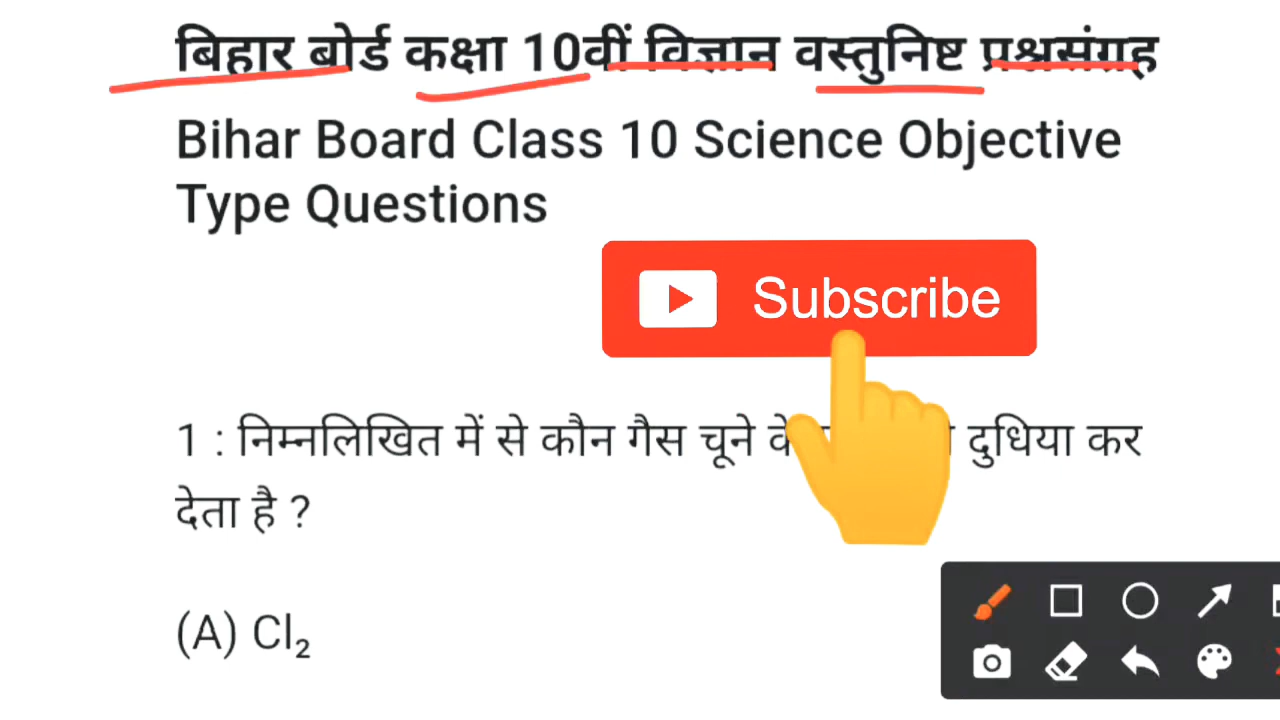 बिहार बोर्ड कक्षा 10वीं विज्ञान वस्तुनिष्ट प्रश्नसंग्रह
Bihar Board Class 10 Science Objective
Type Questions
Subscribe
1 : निम्नलिखित में से कौन गैस चूने दुधिया कर
देता है ?
(A) Cl₂